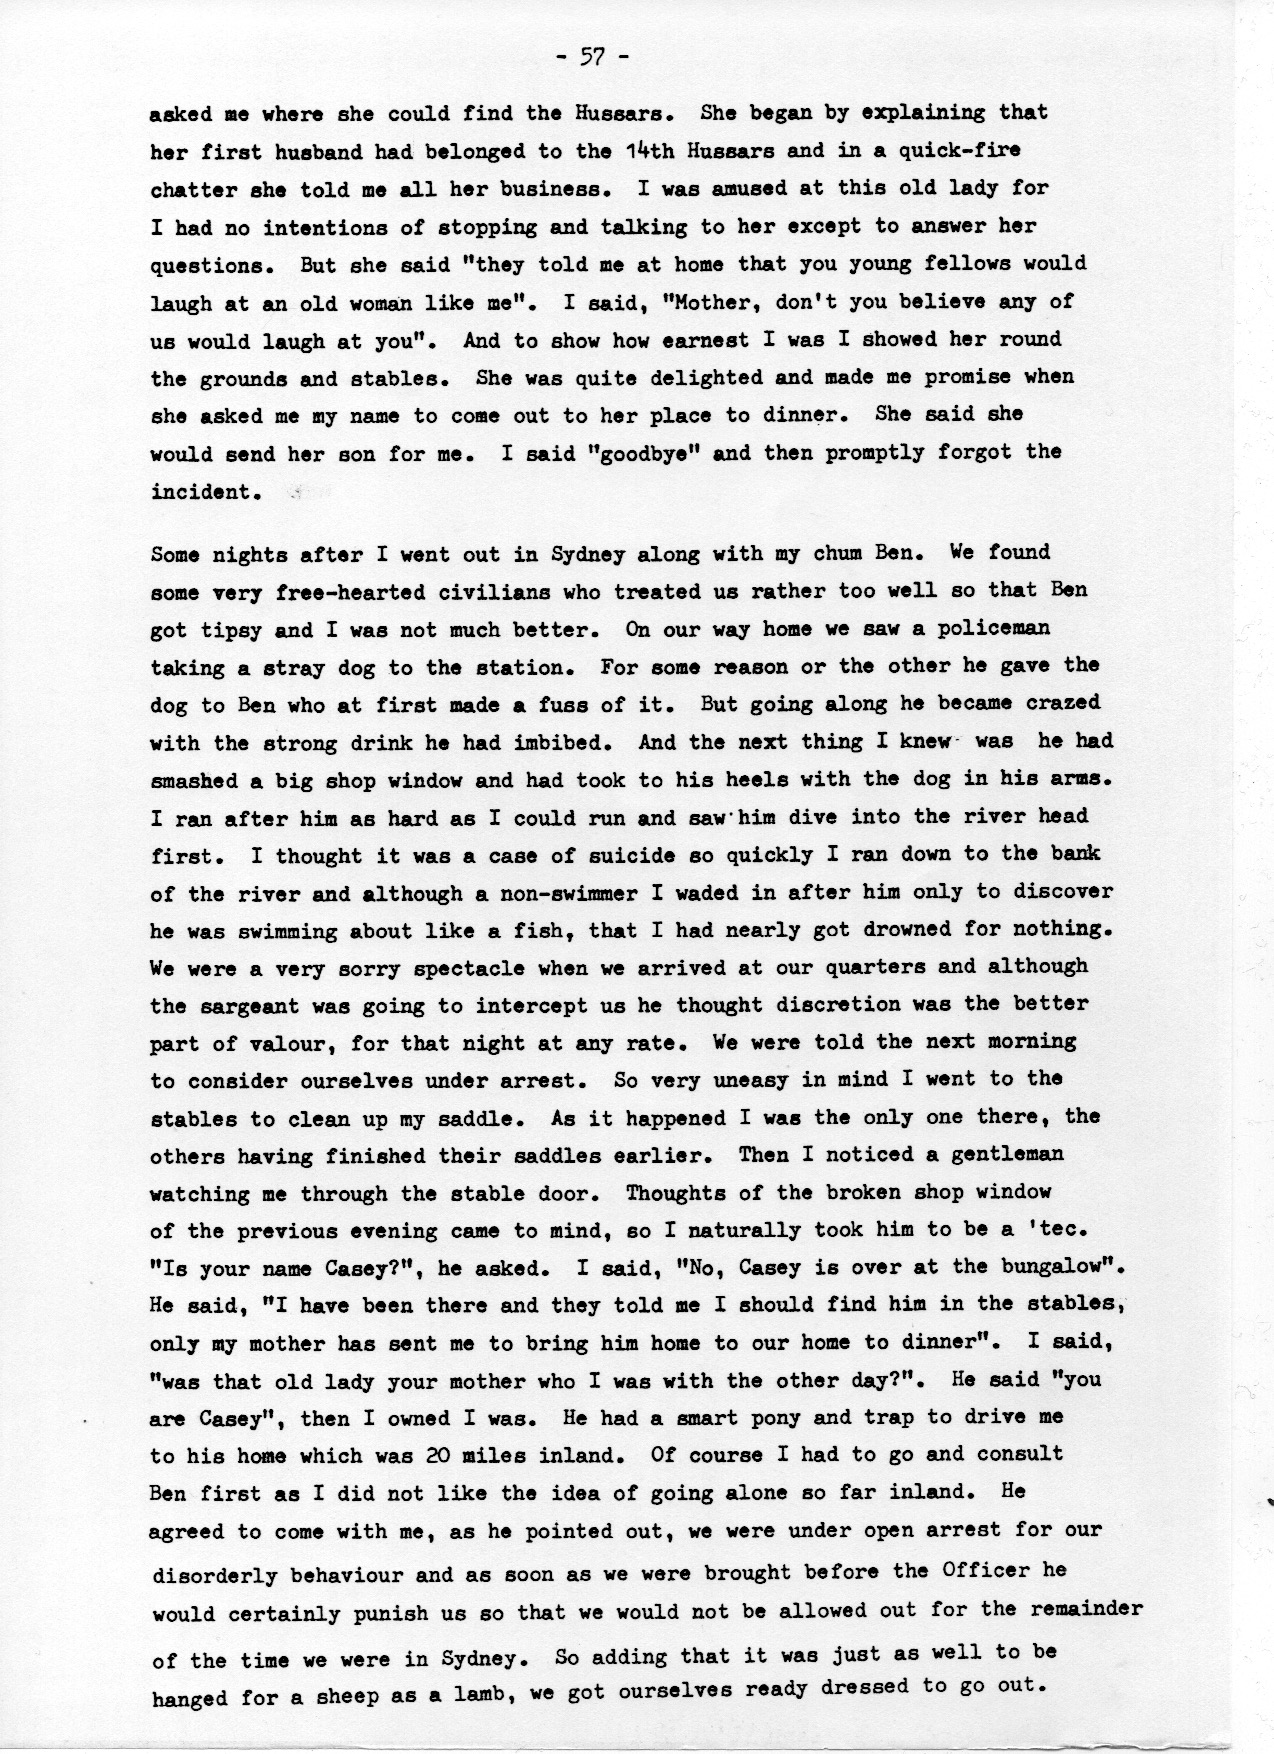 - 57 -
asked me where she could find the Hussars. She began by explaining that
her first husband had belonged to the 14th Hussars and in a quick-fire
chatter she told me all her business. I was amused at this old lady for
I had no intentions of stopping and talking to her except to answer her
questions. But she said "they told me at home that you young fellows would
laugh at an old woman like me". I said, "Mother, don't you believe any of
us would laugh at you". And to show how earnest I was I showed her round
the grounds and stables. She was quite delighted and made me promise when
she asked me my name to come out to her place to dinner. She said she
would send her son for me. I said "goodbye" and then promptly forgot the
incident.
Some nights after I went out in Sydney along with my chum Ben. We found
some very free-hearted civilians who treated us rather too well so that Ben
got tipsy and I was not much better. On our way home we saw a policeman
taking a stray dog to the station. For some reason or the other he gave the
dog to Ben who at first made a fuss of it. But going along he became crazed
with the strong drink he had imbibed. And the next thing I knew was he had
smashed a big shop window and had took to his heels with the dog in his arms.
I ran after him as hard as I could run and saw him dive into the river head
first. I thought it was a case of suicide so quickly I ran down to the bank
of the river and although a non-swimmer I waded in after him only to discover
he was swimming about like a fish, that I had nearly got drowned for nothing.
We were a very sorry spectacle when we arrived at our quarters and although
the sargeant was going to intercept us he thought discretion was the better
part of valour, for that night at any rate. We were told the next morning
to consider ourselves under arrest. So very uneasy in mind I went to the
stables to clean up my saddle. As it happened I was the only one there, the
others having finished their saddles earlier. Then I noticed a gentleman
watching me through the stable door. Thoughts of the broken shop window
of the previous evening came to mind, so I naturally took him to be a 'tec.
"Is your name Casey?", he asked. I said, "No, Casey is over at the bungalow".
He said, "I have been there and they told me I should find him in the stables,
only my mother has sent me to bring him home to our home to dinner". I said,
"was that old lady your mother who I was with the other day?". He said "you
are Casey", then I owned I was. He had a smart pony and trap to drive me
to his home which was 20 miles inland. Of course I had to go and consult
Ben first as I did not like the idea of going alone so far inland. He
agreed to come with me, as he pointed out, we were under open arrest for our
disorderly behaviour and as soon as we were brought before the Officer he
would certainly punish us so that we would not be allowed out for the remainder
of the time we were in Sydney. So adding that it was just as well to be
hanged for a sheep as a lamb, we got ourselves ready dressed to go out.